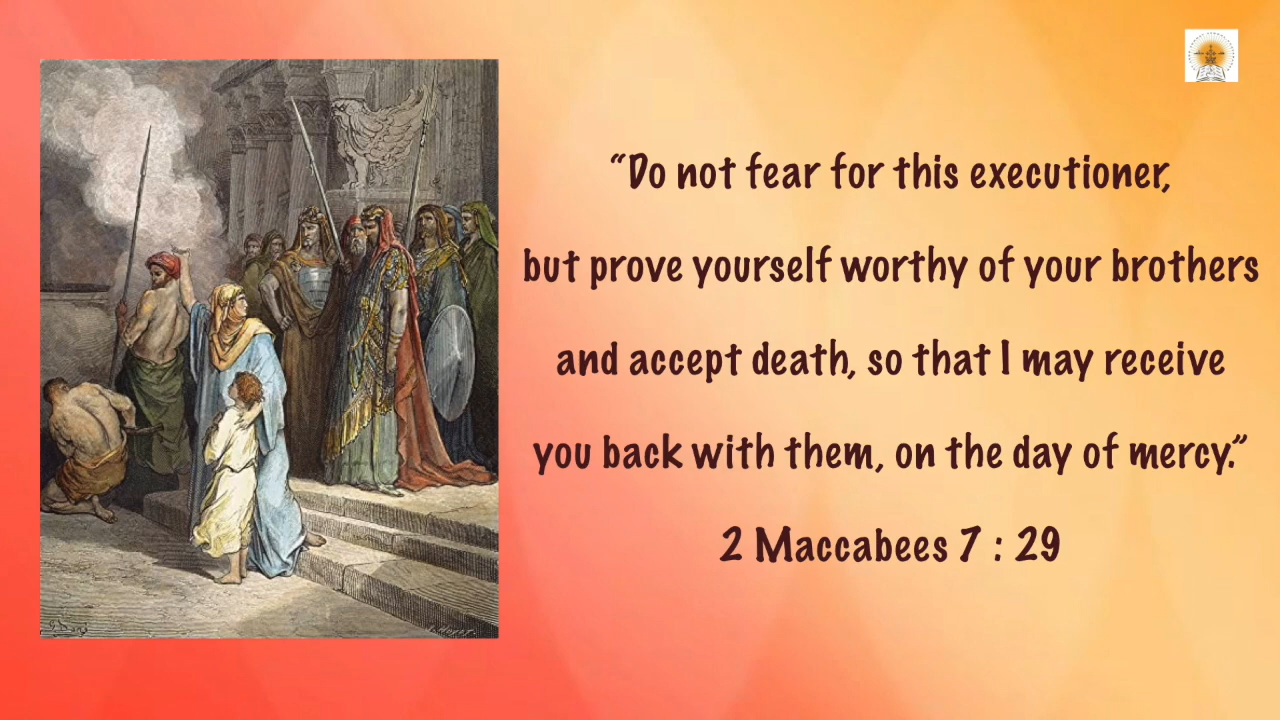 “Do not fear for this executioner,
but prove yourself worthy of your brothers
and accept death, so that I may receive
you back with them, on the day of mercy.”
2 Maccabees 7 : 29